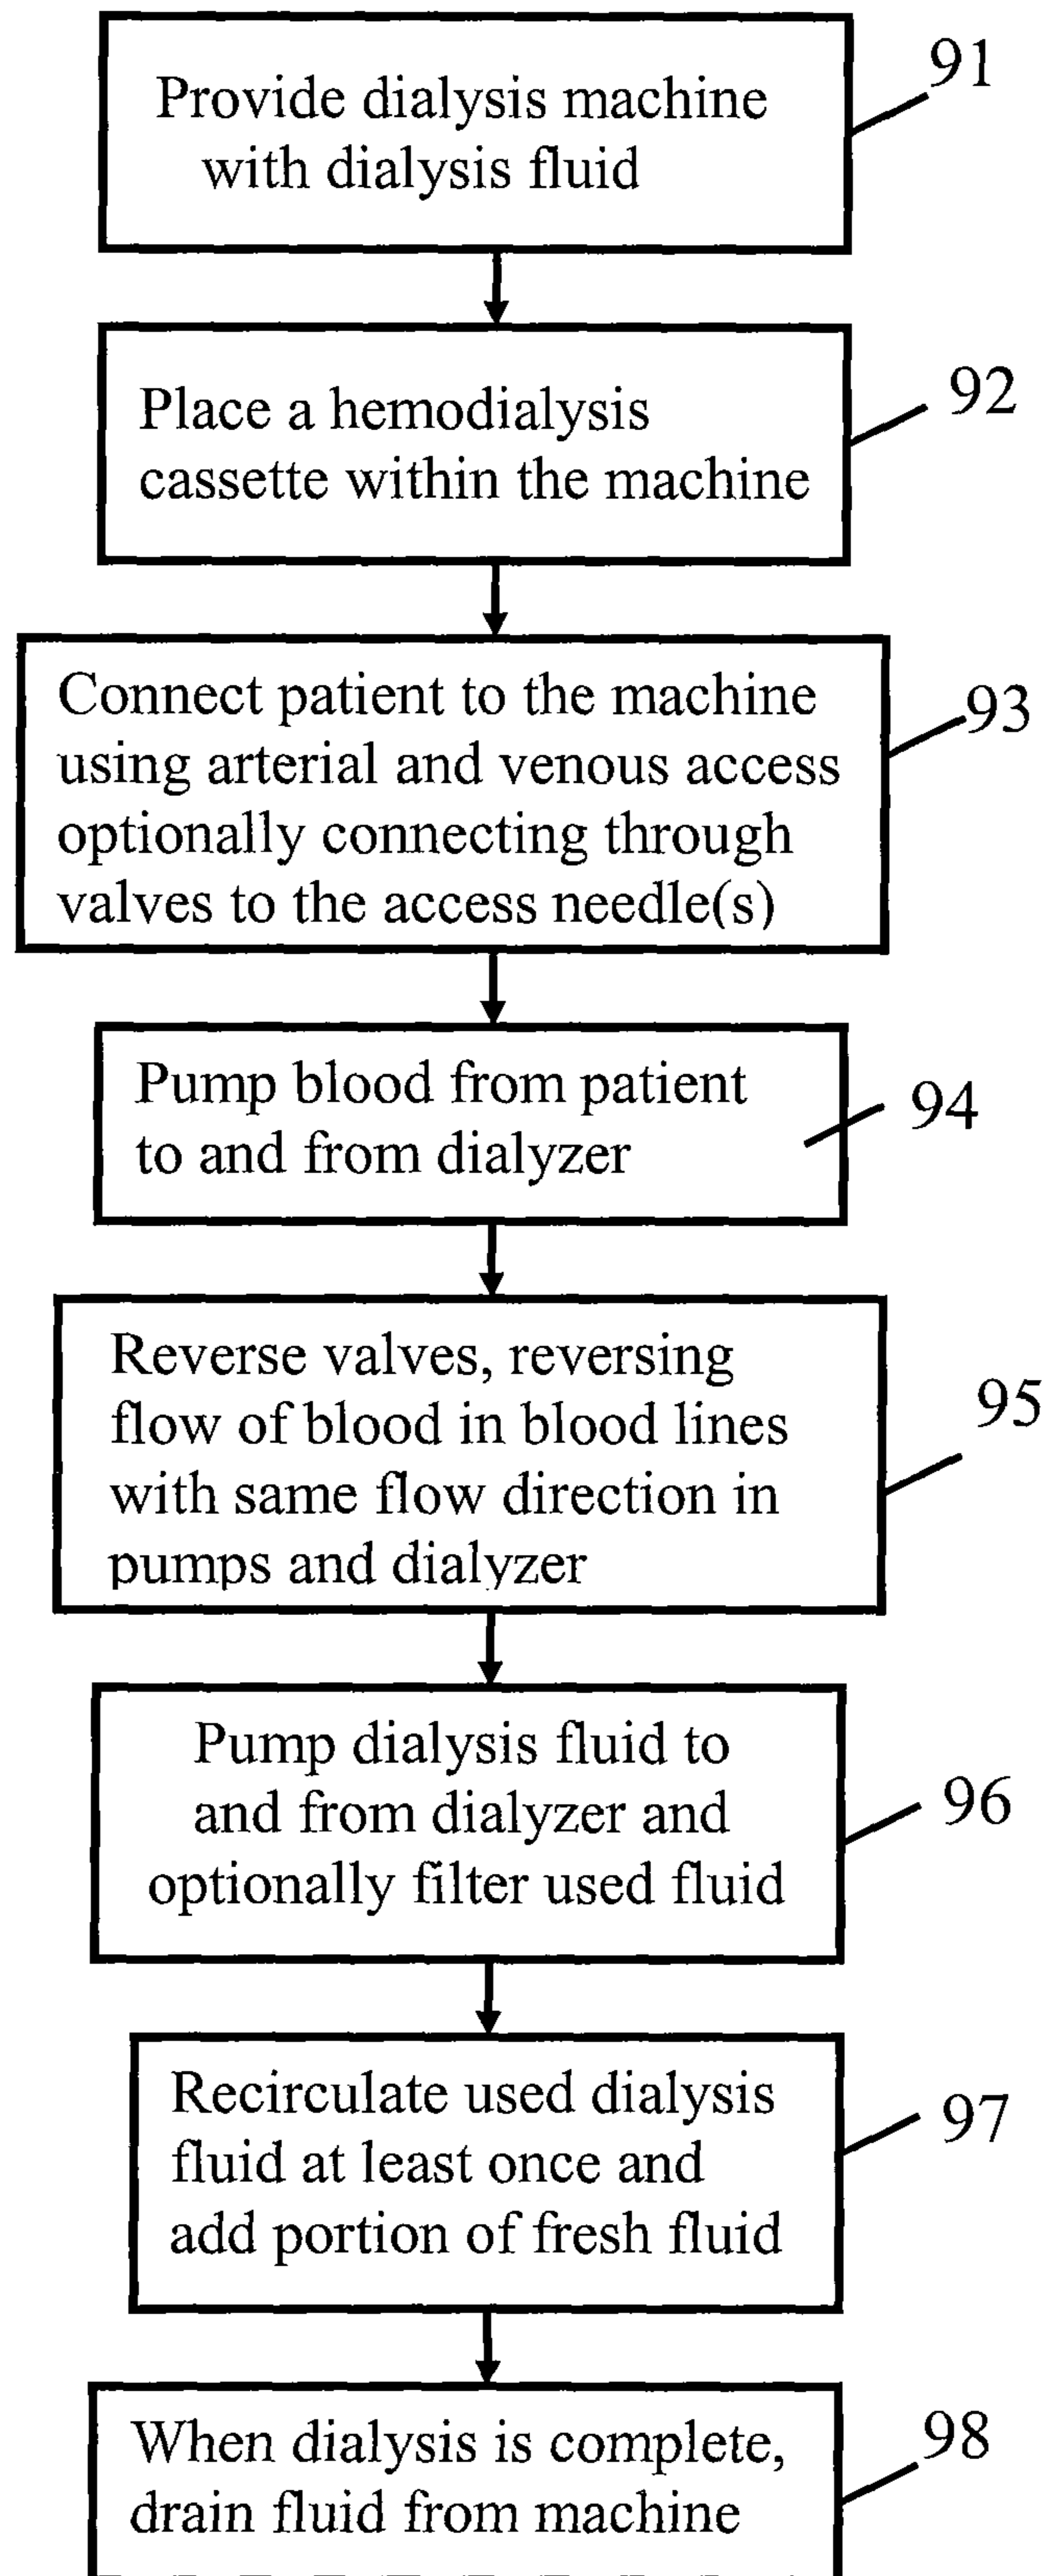 Provide dialysis machine
with dialysis fluid
91
Place a hemodialysis
cassette within the machine
92
Connect patient to the machine
using arterial and venous access
optionally connecting through
valves to the access needle(s)
93
Pump blood from patient
to and from dialyzer
94
Reverse valves, reversing
flow of blood in blood lines
with same flow direction in
pumps and dialyzer
95
Pump dialysis fluid to
and from dialyzer and
optionally filter used fluid
96
Recirculate used dialysis
fluid at least once and
add portion of fresh fluid
97
When dialysis is complete,
drain fluid from machine
98